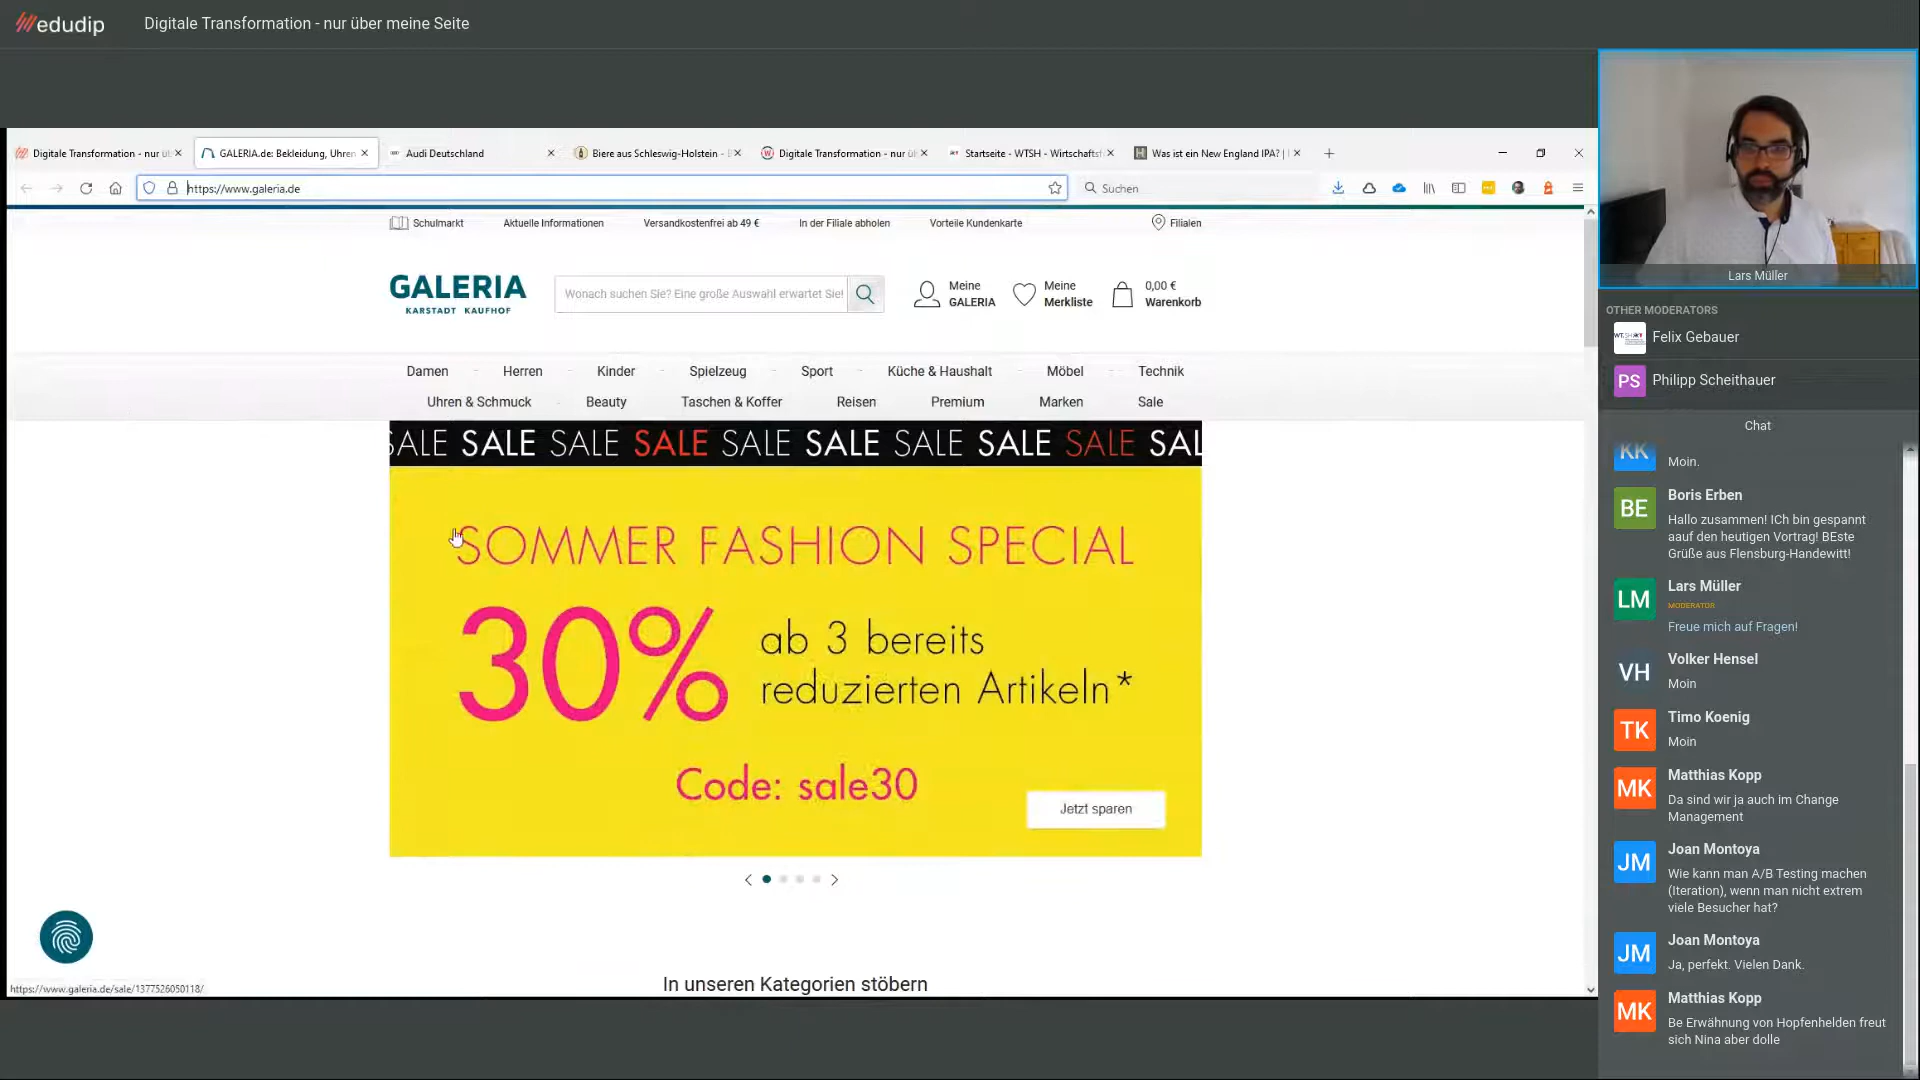 edudip
Digitale Transformation - nur über meine Seite
Digitale Transformation - nur ü
GALERIA.de: Bekleidung, Uhren
Audi Deutschland
Biere aus Schleswig-Holstein -
Digitale Transformation - nur ü
Startseite - WTSH - Wirtschafts
Was ist ein New England IPA? |
https://www.galeria.de
Suchen
Schulmarkt
Aktuelle Informationen
Versandkostenfrei ab 49 €
In der Filiale abholen
Vorteile Kundenkarte
Filialen
GALERIA
KARSTADT KAUFHOF
Wonach suchen Sie? Eine große Auswahl erwartet Sie!
Meine
GALERIA
Meine
Merkliste
0,00 €
Warenkorb
Damen
Herren
Kinder
Spielzeug
Sport
Küche & Haushalt
Möbel
Technik
Uhren & Schmuck
Beauty
Taschen & Koffer
Reisen
Premium
Marken
Sale
SALE SALE SALE SALE SALE SALE SALE SALE SALE SAL
SOMMER FASHION SPECIAL
30%
ab 3 bereits
reduzierten Artikeln*
Code: sale30
Jetzt sparen
In unseren Kategorien stöbern
https://www.galeria.de/sale/1377526050118/
Lars Müller
OTHER MODERATORS
Felix Gebauer
PS
Philipp Scheithauer
Chat
KK
Moin.
BE
Boris Erben
Hallo zusammen! ICh bin gespannt
aauf den heutigen Vortrag! BEste
Grüße aus Flensburg-Handewitt!
LM
Lars Müller
MODERATOR
Freue mich auf Fragen!
VH
Volker Hensel
Moin
TK
Timo Koenig
Moin
MK
Matthias Kopp
Da sind wir ja auch im Change
Management
JM
Joan Montoya
Wie kann man A/B Testing machen
(Iteration), wenn man nicht extrem
viele Besucher hat?
JM
Joan Montoya
Ja, perfekt. Vielen Dank.
MK
Matthias Kopp
Be Erwähnung von Hopfenhelden freut
sich Nina aber dolle